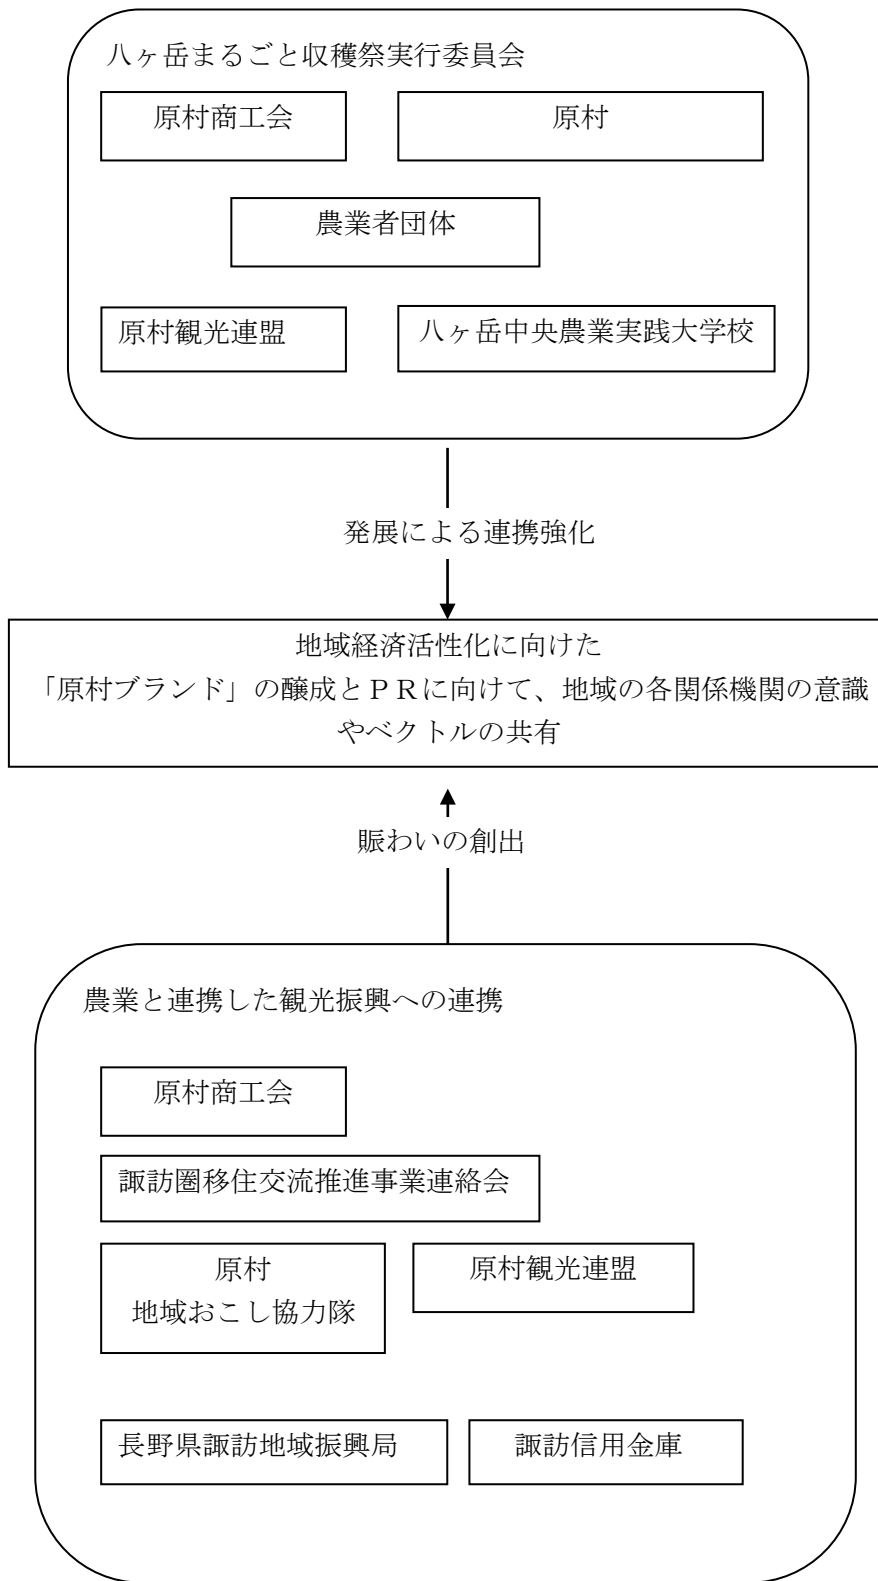 八ヶ岳まるごと収穫祭実行委員会
原村商工会
原村
農業者団体
原村観光連盟
八ヶ岳中央農業実践大学校
発展による連携強化
地域経済活性化に向けた
「原村ブランド」の醸成とＰＲに向けて、地域の各関係機関の意識
やベクトルの共有
賑わいの創出
農業と連携した観光振興への連携
原村商工会
諏訪圏移住交流推進事業連絡会
原村
地域おこし協力隊
原村観光連盟
長野県諏訪地域振興局
諏訪信用金庫